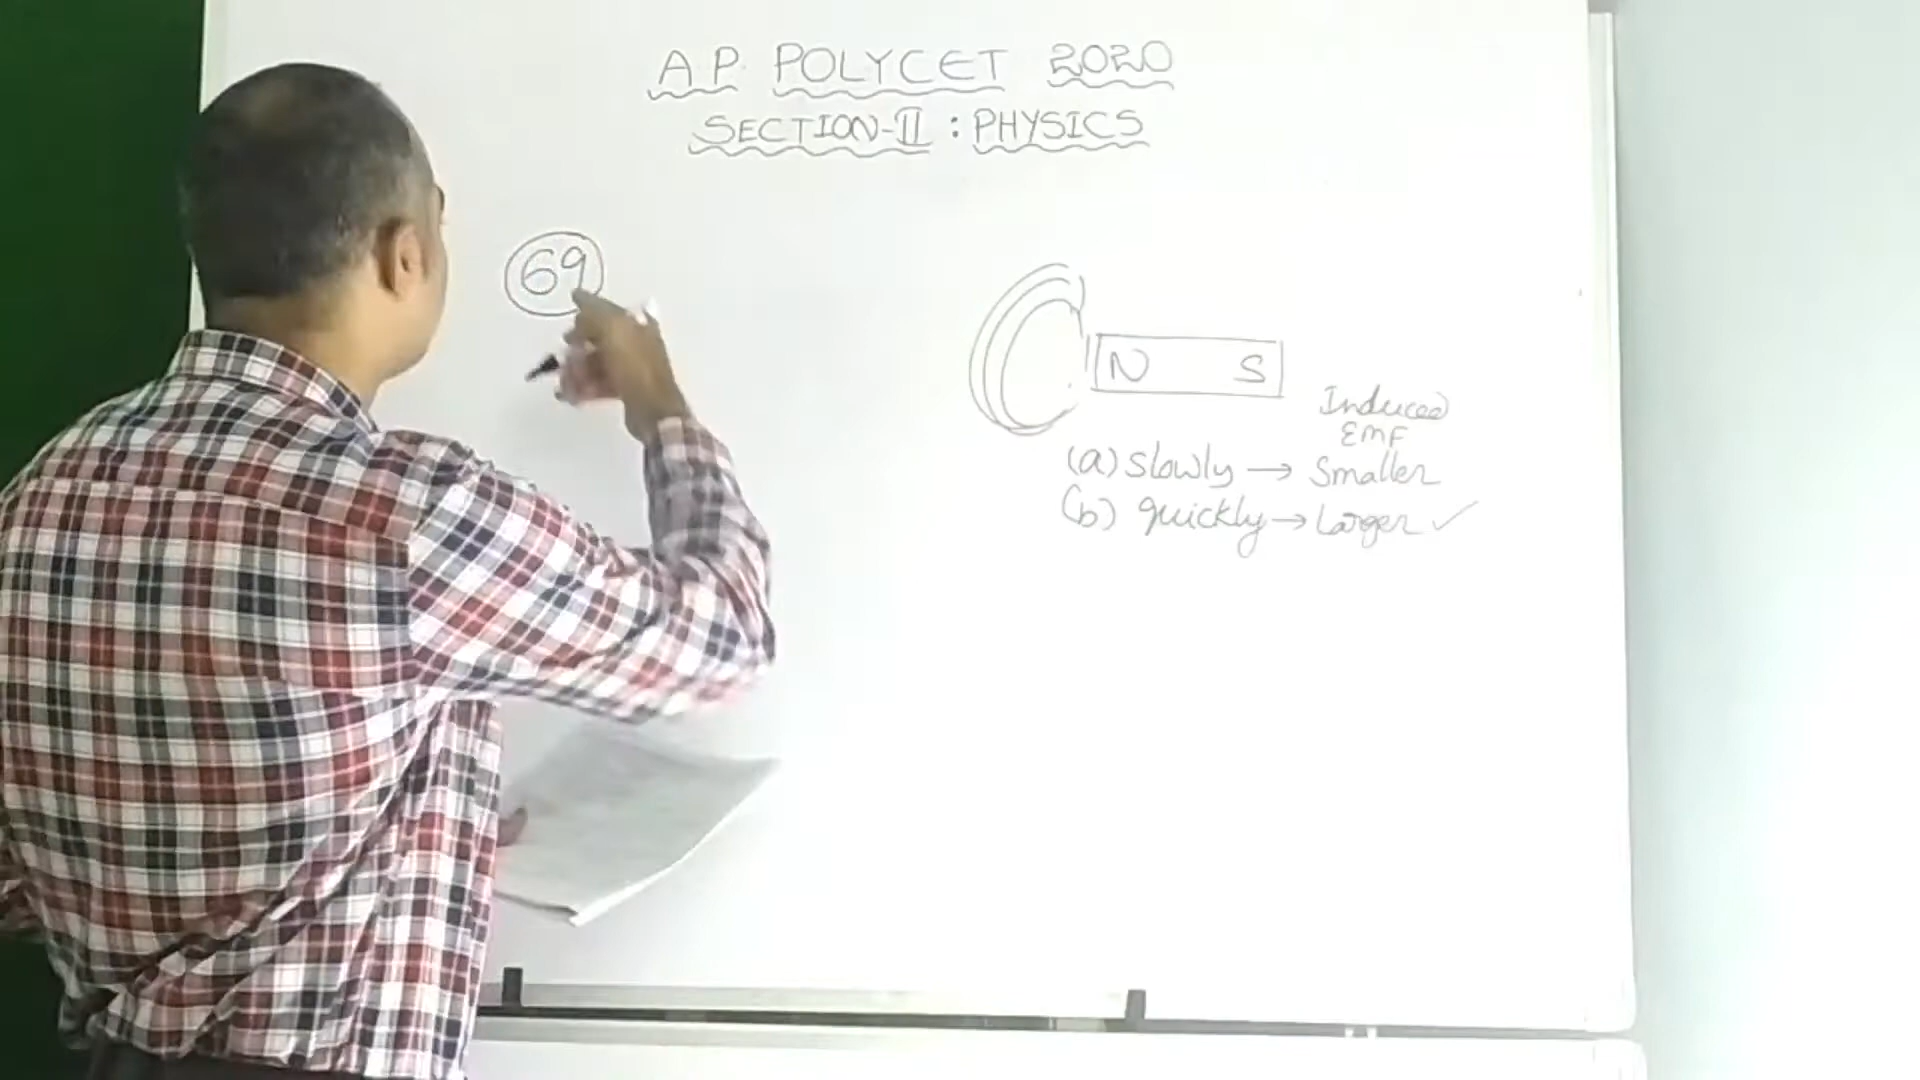 A.P. POLYCET 2020
SECTION-II : PHYSICS
69
N S
Induced
EMF
(a) slowly → Smaller
(b) quickly → Larger ✓